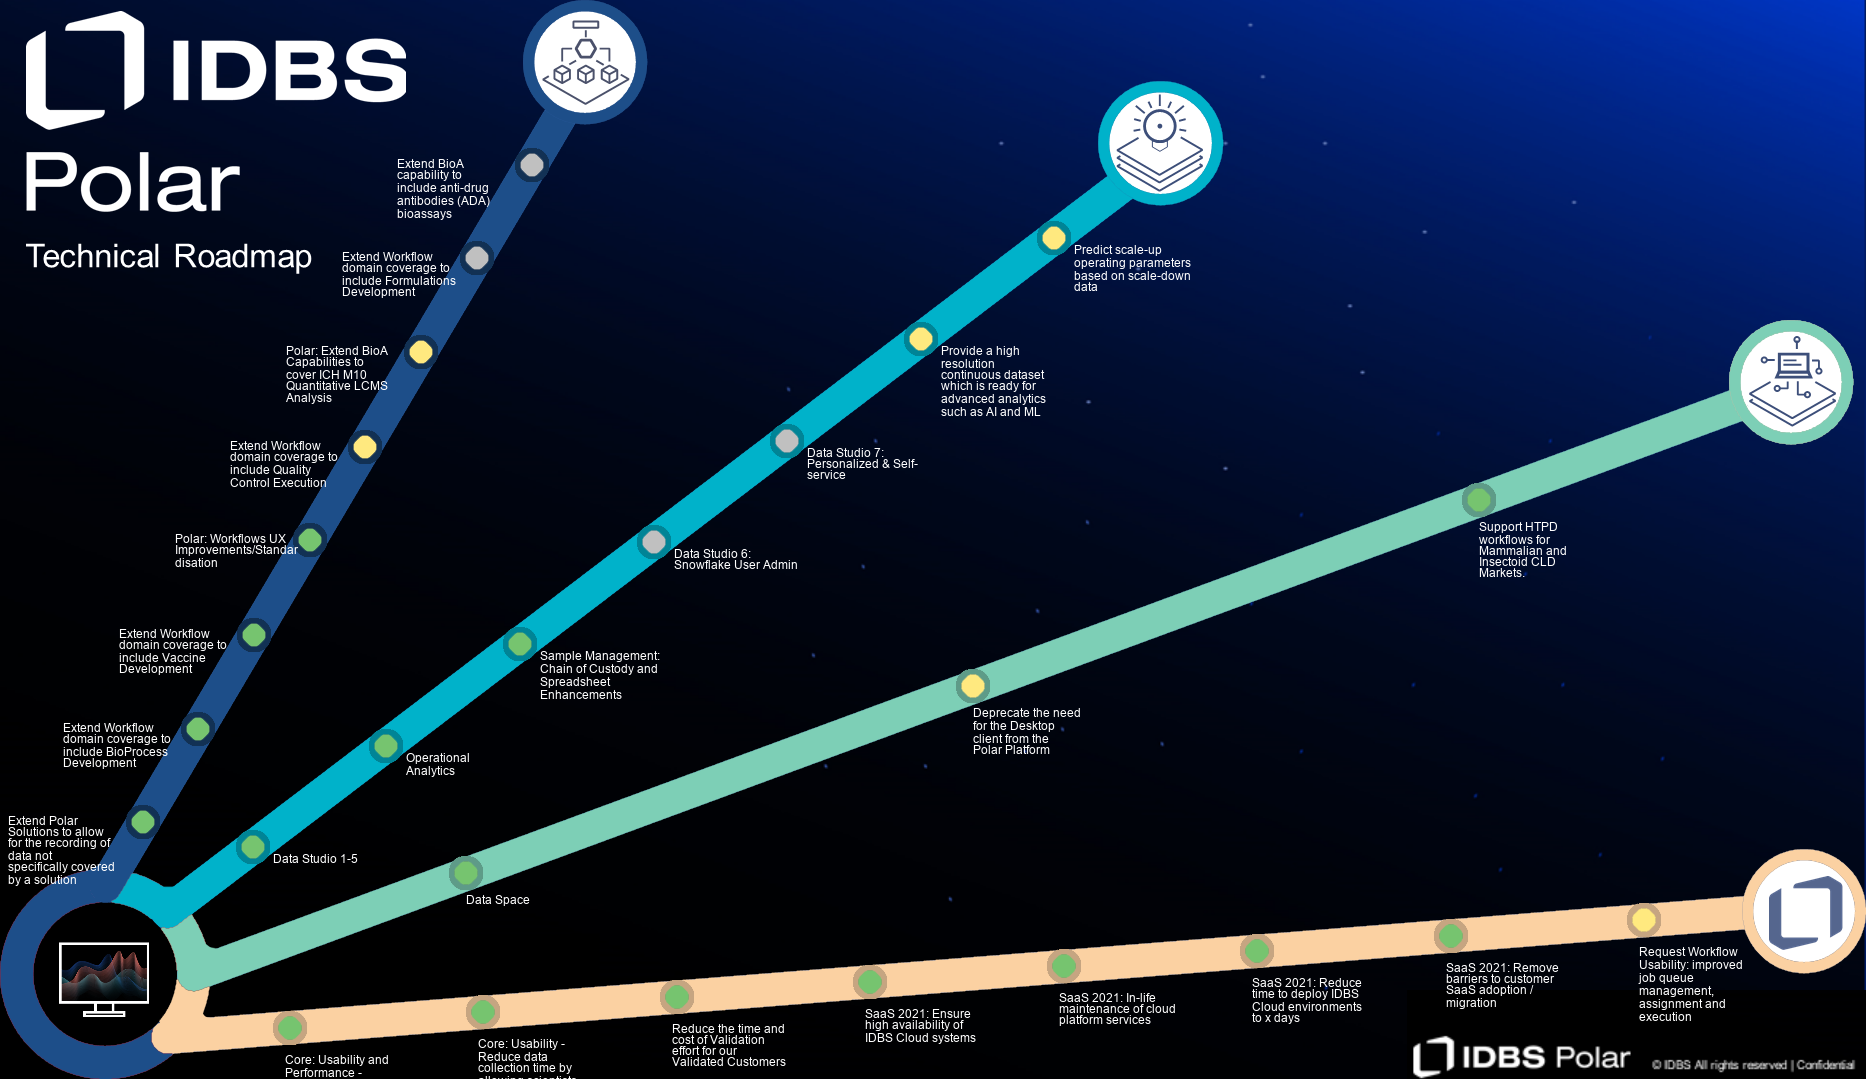 IDBS
Polar
Technical Roadmap
Extend BioA
capability to
include anti-drug
antibodies (ADA)
bioassays
Extend Workflow
domain coverage to
include Formulations
Development
Polar: Extend BioA
Capabilities to
cover ICH M10
Quantitative LCMS
Analysis
Extend Workflow
domain coverage to
include Quality
Control Execution
Polar: Workflows UX
Improvements/Standar
disation
Extend Workflow
domain coverage to
include Vaccine
Development
Extend Workflow
domain coverage to
include BioProcess
Development
Extend Polar
Solutions to allow
for the recording of
data not
specifically covered
by a solution
Predict scale-up
operating parameters
based on scale-down
data
Provide a high
resolution
continuous dataset
which is ready for
advanced analytics
such as AI and ML
Data Studio 7:
Personalized & Self-
service
Data Studio 6:
Snowflake User Admin
Sample Management:
Chain of Custody and
Spreadsheet
Enhancements
Operational
Analytics
Data Studio 1-5
Support HTPD
workflows for
Mammalian and
Insectoid CLD
Markets.
Deprecate the need
for the Desktop
client from the
Polar Platform
Data Space
Core: Usability and
Performance -
Core: Usability -
Reduce data
collection time by
allowing scientists
Reduce the time and
cost of Validation
effort for our
Validated Customers
SaaS 2021: Ensure
high availability of
IDBS Cloud systems
SaaS 2021: In-life
maintenance of cloud
platform services
SaaS 2021: Reduce
time to deploy IDBS
Cloud environments
to x days
SaaS 2021: Remove
barriers to customer
SaaS adoption /
migration
Request Workflow
Usability: improved
job queue
management,
assignment and
execution
IDBS Polar
© IDBS All rights reserved | Confidential